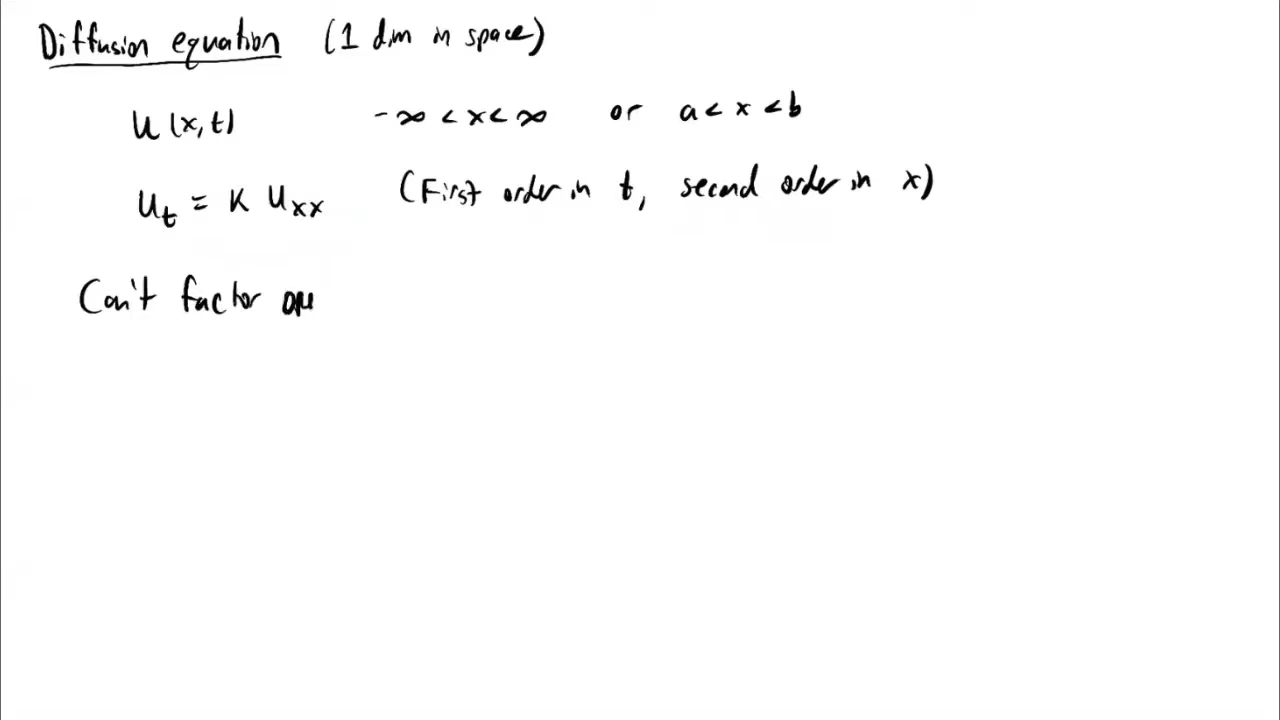 Diffusion equation (1 dim in space)
u(x,t) -∞ < x < ∞ or a < x < b
u_t = K u_xx (First order in t, second order in x)
Can't factor